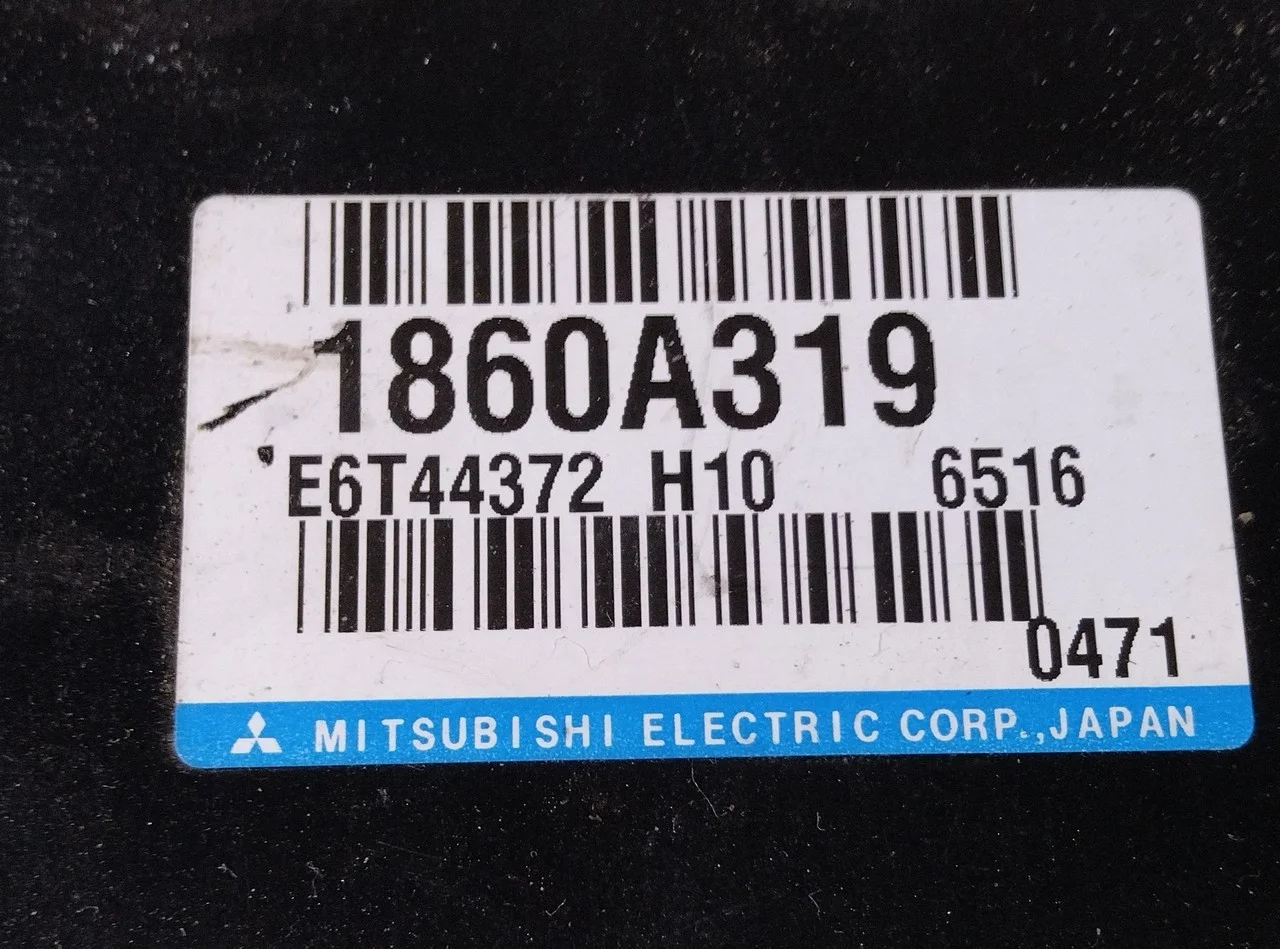 1860A319
E6T44372 H10 6516
0471
MITSUBISHI ELECTRIC CORP.,JAPAN